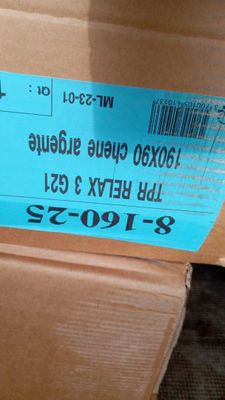 8-160-25
TPR RELAX 3 G21
190X90 chene argente
ML-23-01
Qt :